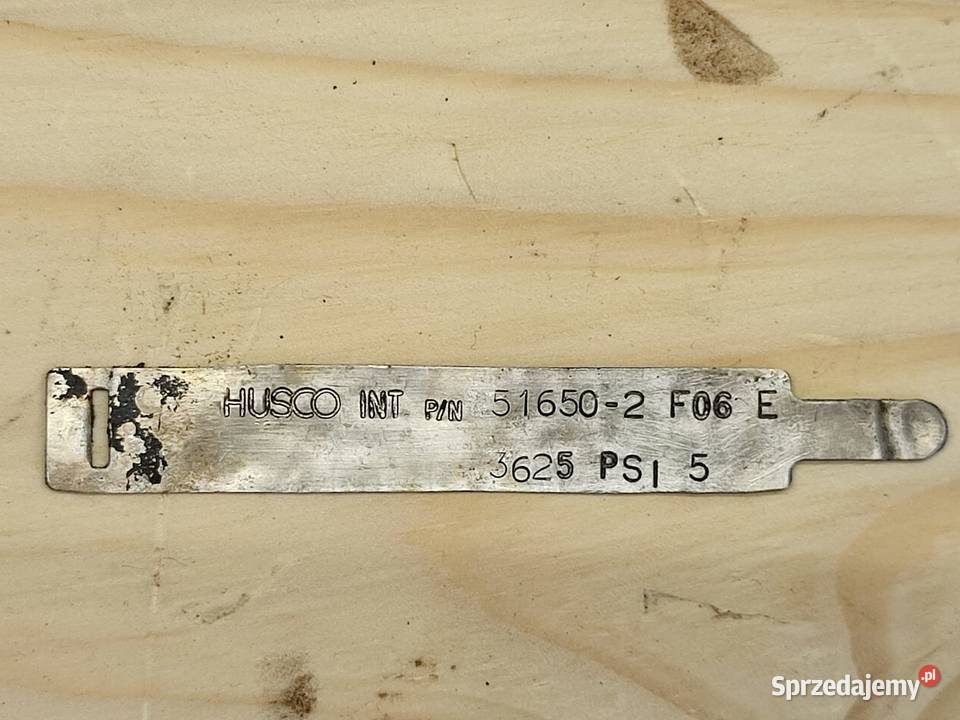 HUSCO INT P/N 51650-2 F06 E
3625 PSI 5
Sprzedajemy.pl